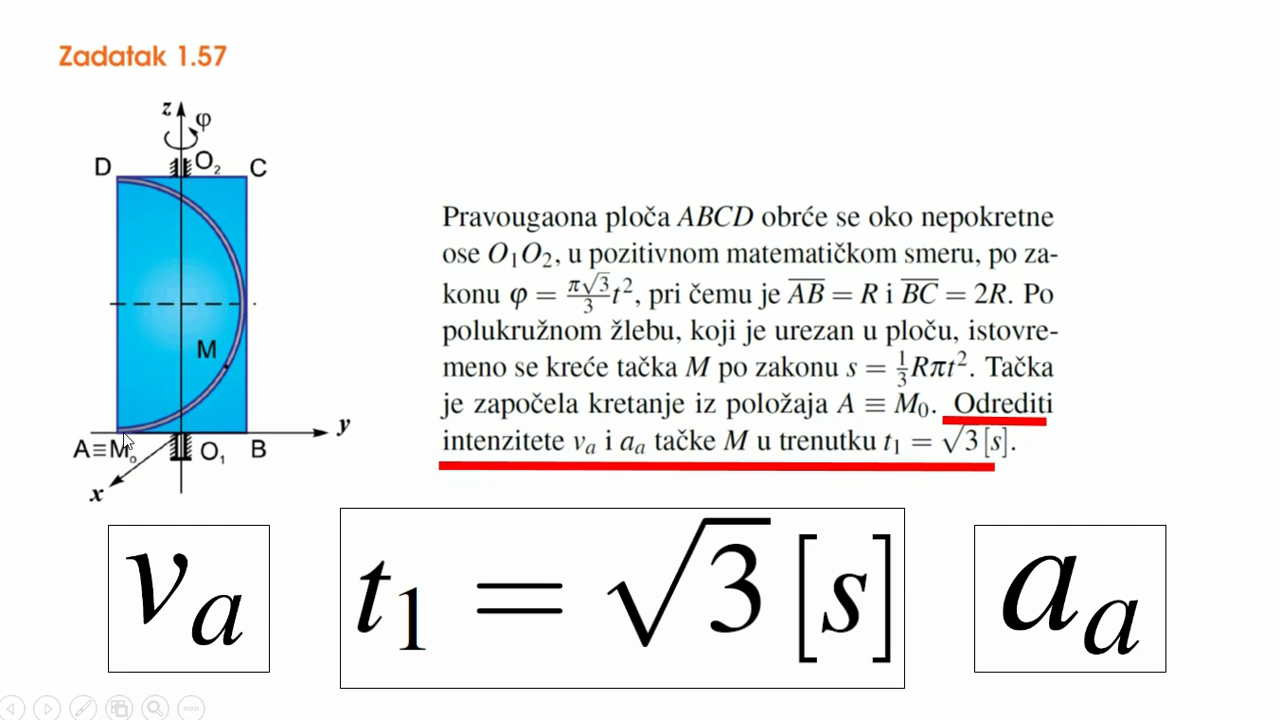 Zadatak 1.57
z
φ
D
O₂
C
M
y
A≡M₀
O₁
B
x
Pravougaona ploča ABCD obrće se oko nepokretne
ose O₁O₂, u pozitivnom matematičkom smeru, po za-
konu φ = π√3/3 t², pri čemu je A̅B̅ = R i B̅C̅ = 2R. Po
polukružnom žlebu, koji je urezan u ploču, istovre-
meno se kreće tačka M po zakonu s = 1/3 Rπt². Tačka
je započela kretanje iz položaja A ≡ M₀. Odrediti
intenzitete vₐ i aₐ tačke M u trenutku t₁ = √3 [s].
vₐ
t₁ = √3 [s]
aₐ